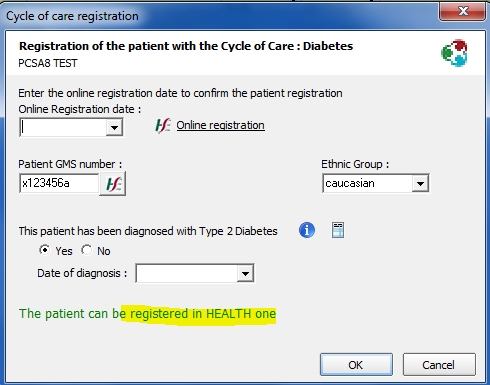 Cycle of care registration
Registration of the patient with the Cycle of Care : Diabetes
PCSA8 TEST
Enter the online registration date to confirm the patient registration
Online Registration date :
Online registration
Patient GMS number :
Ethnic Group :
x123456a
caucasian
This patient has been diagnosed with Type 2 Diabetes
Yes No
Date of diagnosis :
The patient can be registered in HEALTH one
OK Cancel